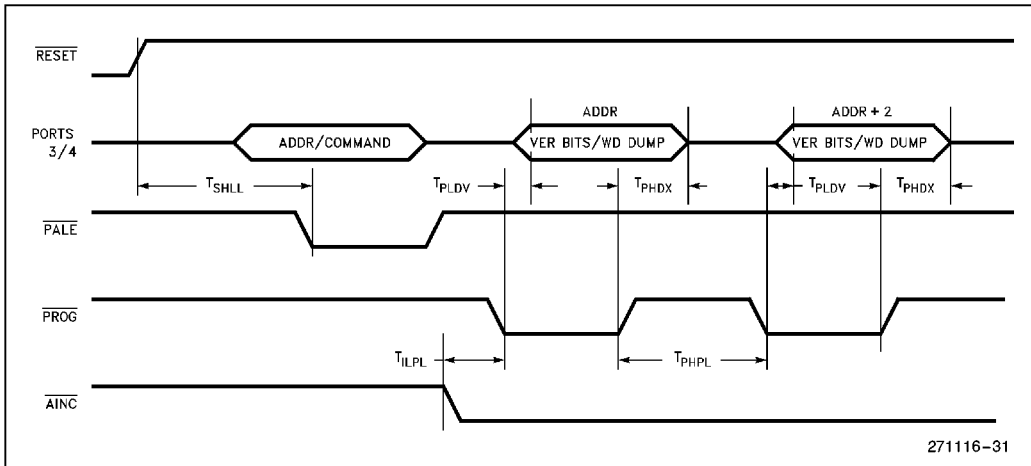 RESET
PORTS
3/4
ADDR/COMMAND
ADDR
VER BITS/WD DUMP
ADDR + 2
VER BITS/WD DUMP
TSHLL
TPLDV
TPHDX
TPLDV
TPHDX
PALE
PROG
TILPL
TPHPL
AINC
271116-31